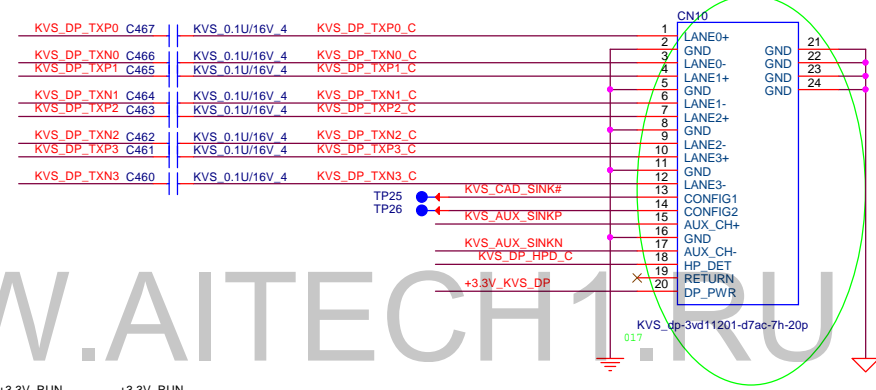 CN10
KVS_DP_TXP0 C467 KVS_0.1U/16V_4 KVS_DP_TXP0_C 1 LANE0+
2 GND GND 21
KVS_DP_TXN0 C466 KVS_0.1U/16V_4 KVS_DP_TXN0_C 3 LANE0- GND 22
KVS_DP_TXP1 C465 KVS_0.1U/16V_4 KVS_DP_TXP1_C 4 LANE1+ GND 23
5 GND GND 24
KVS_DP_TXN1 C464 KVS_0.1U/16V_4 KVS_DP_TXN1_C 6 LANE1-
KVS_DP_TXP2 C463 KVS_0.1U/16V_4 KVS_DP_TXP2_C 7 LANE2+
8 GND
KVS_DP_TXN2 C462 KVS_0.1U/16V_4 KVS_DP_TXN2_C 9 LANE2-
KVS_DP_TXP3 C461 KVS_0.1U/16V_4 KVS_DP_TXP3_C 10 LANE3+
11 GND
KVS_DP_TXN3 C460 KVS_0.1U/16V_4 KVS_DP_TXN3_C 12 LANE3-
TP25 KVS_CAD_SINK# 13 CONFIG1
TP26 14 CONFIG2
KVS_AUX_SINKP 15 AUX_CH+
16 GND
KVS_AUX_SINKN 17 AUX_CH-
KVS_DP_HPD_C 18 HP_DET
19 RETURN
+3.3V_KVS_DP 20 DP_PWR
KVS_dp-3vd11201-d7ac-7h-20p
017
W.AITECH1.RU
+3.3V_RUN +3.3V_RUN